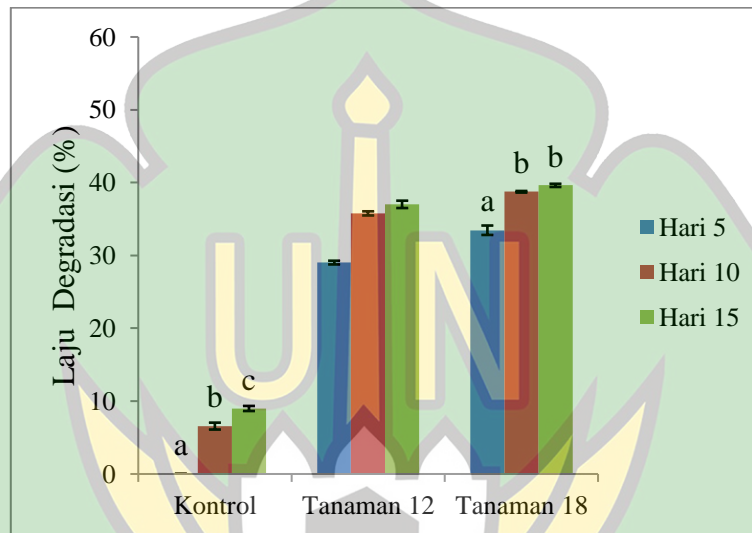 60
50
40
30
20
10
0
Laju Degradasi (%)
a
b
c
a
b
b
Kontrol
Tanaman 12
Tanaman 18
Hari 5
Hari 10
Hari 15
U I N